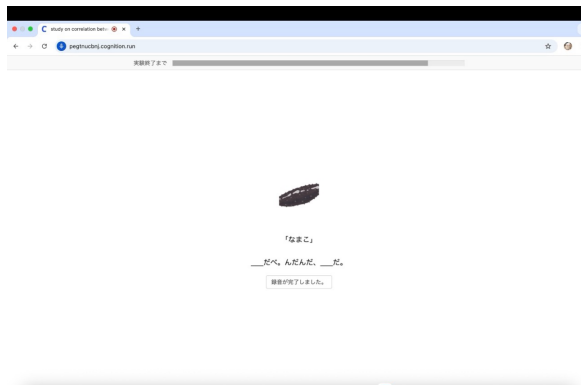 study on correlation betw
pegtnucbnj.cognition.run
実験終了まで
「なまこ」
___だべ。んだんだ、___だ。
録音が完了しました。